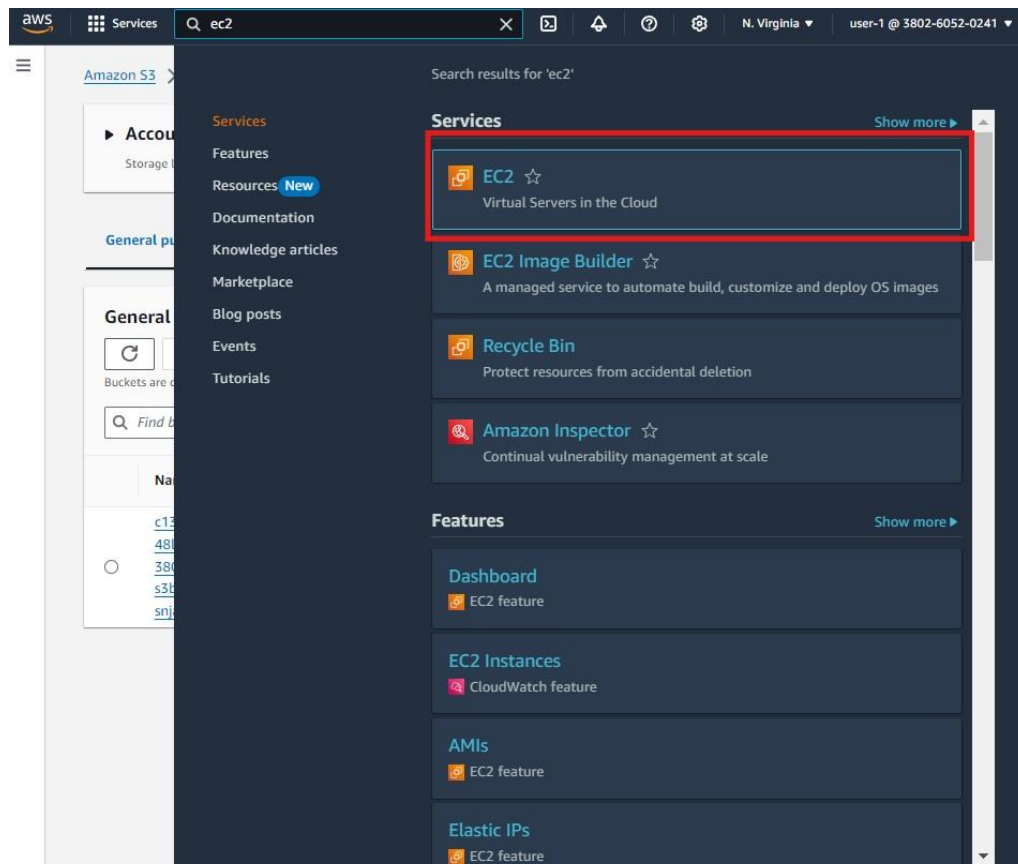 aws
Services
ec2
N. Virginia
user-1 @ 3802-6052-0241
Amazon S3
Search results for 'ec2'
Services
Features
Resources New
Documentation
Knowledge articles
Marketplace
Blog posts
Events
Tutorials
Services
Show more
EC2
Virtual Servers in the Cloud
EC2 Image Builder
A managed service to automate build, customize and deploy OS images
Recycle Bin
Protect resources from accidental deletion
Amazon Inspector
Continual vulnerability management at scale
Features
Show more
Dashboard
EC2 feature
EC2 Instances
CloudWatch feature
AMIs
EC2 feature
Elastic IPs
EC2 feature
Accou
Storage
General pu
General
Buckets are
Find b
Na
c13
48
380
s3b
snj